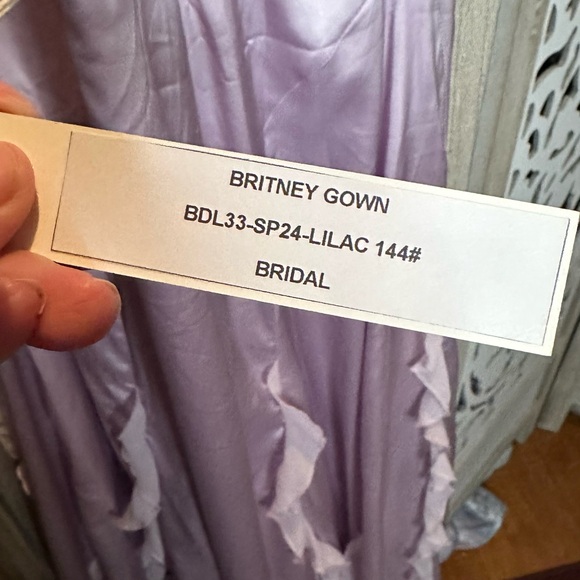 BRITNEY GOWN
BDL33-SP24-LILAC 144#
BRIDAL